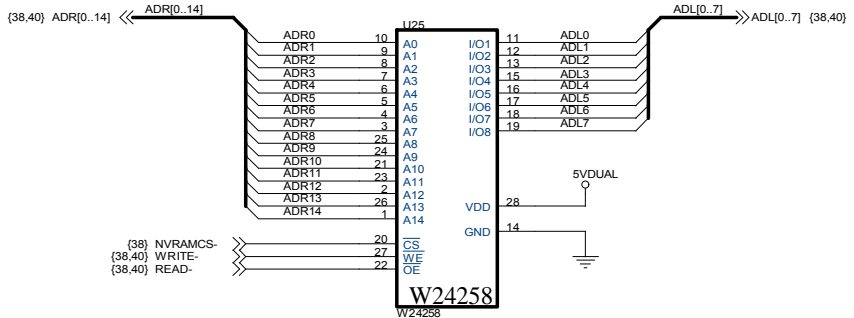 {38,40} ADR[0..14] ADR[0..14] U25 ADL[0..7] ADL[0..7] {38,40}
ADR0 10 A0 I/O1 11 ADL0
ADR1 9 A1 I/O2 12 ADL1
ADR2 8 A2 I/O3 13 ADL2
ADR3 7 A3 I/O4 15 ADL3
ADR4 6 A4 I/O5 16 ADL4
ADR5 5 A5 I/O6 17 ADL5
ADR6 4 A6 I/O7 18 ADL6
ADR7 3 A7 I/O8 19 ADL7
ADR8 25 A8
ADR9 24 A9
ADR10 21 A10
ADR11 23 A11
ADR12 2 A12
ADR13 26 A13 VDD 28 5VDUAL
ADR14 1 A14
GND 14
{38} NVRAMCS- 20 CS
{38,40} WRITE- 27 WE
{38,40} READ- 22 OE
W24258
W24258